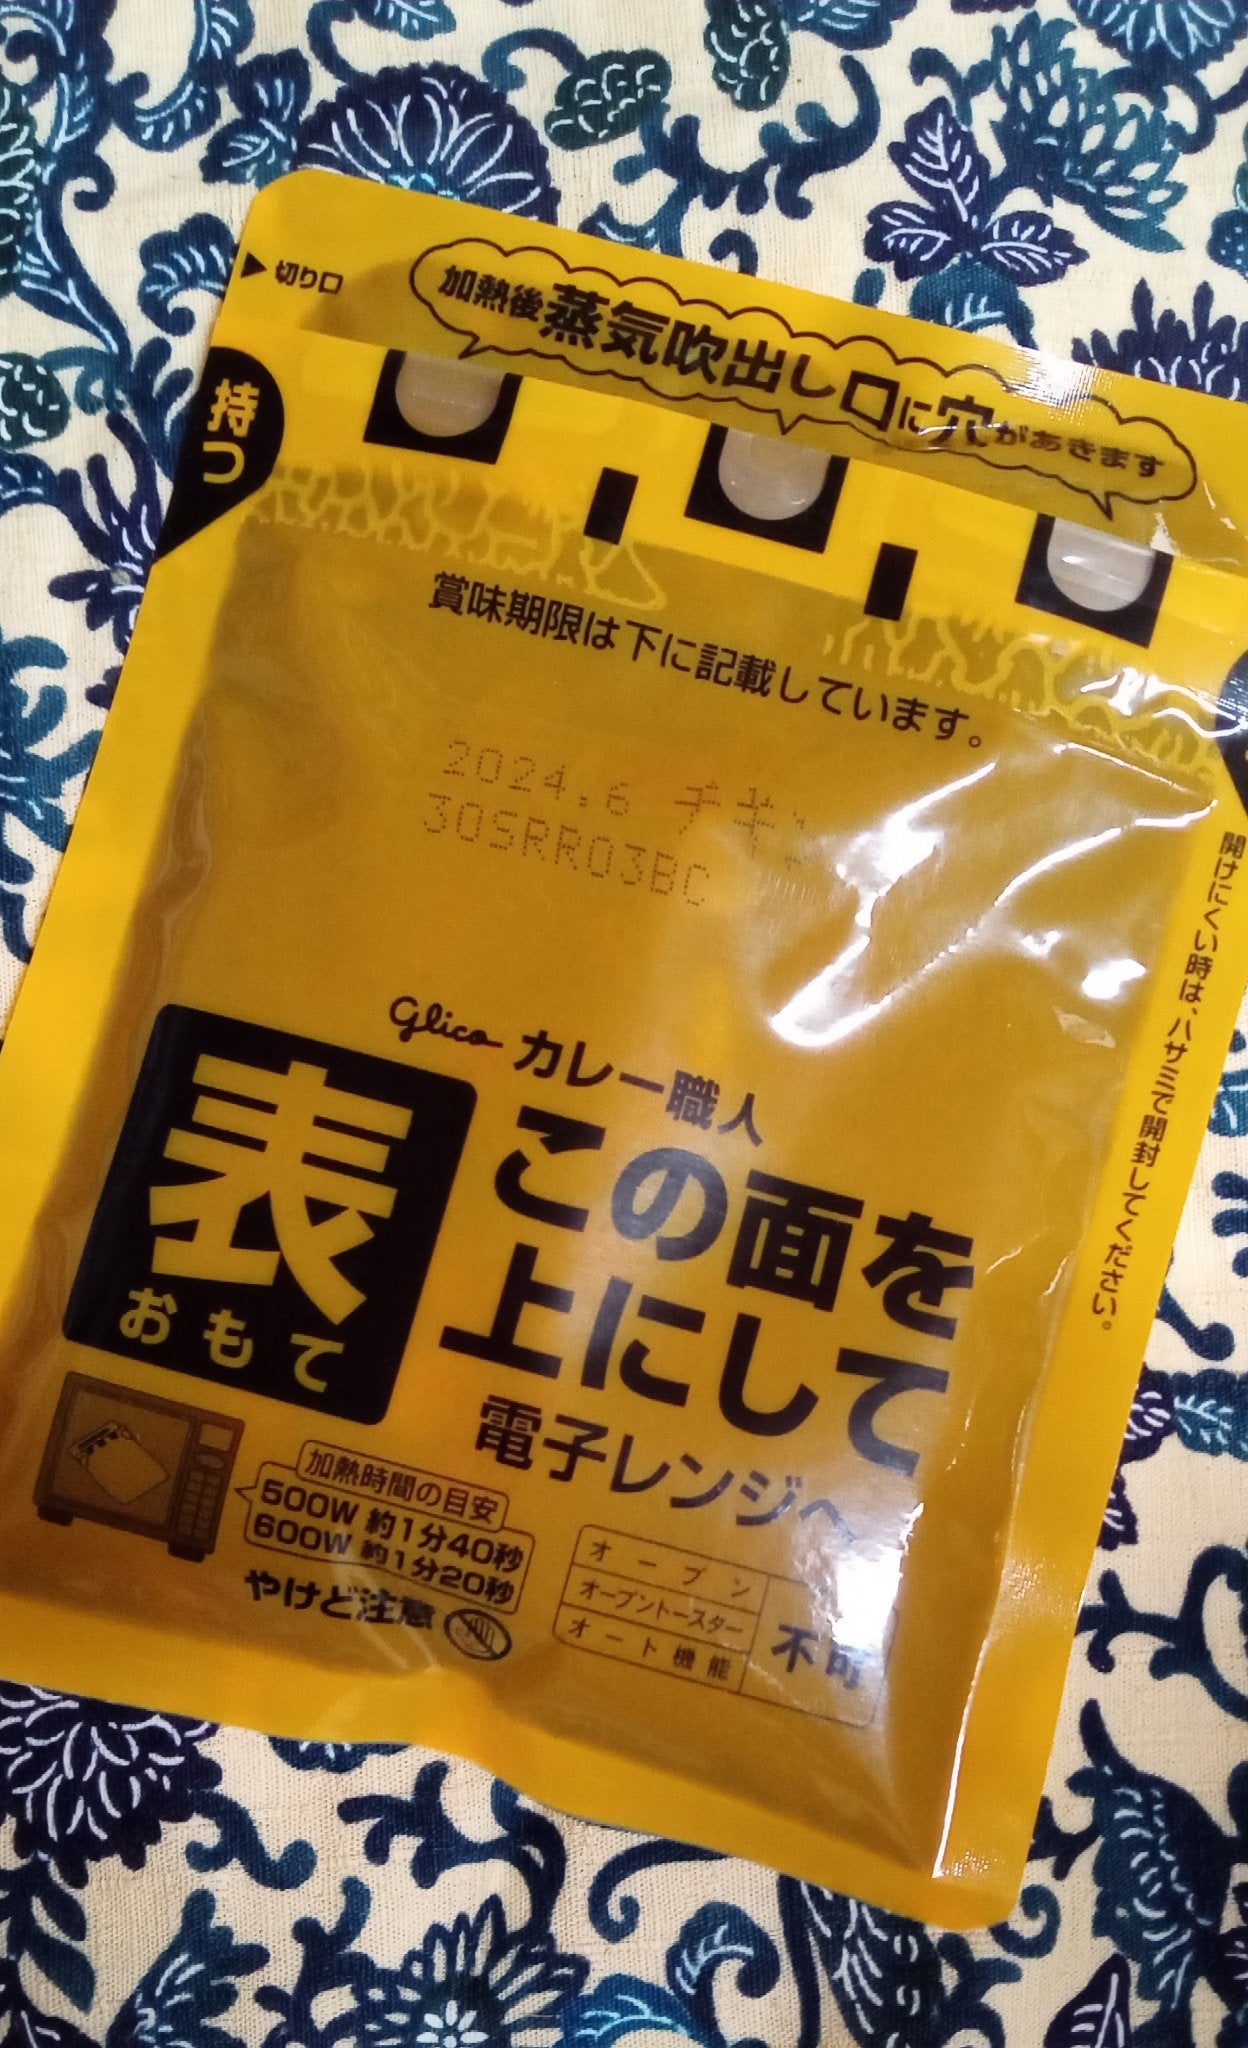 切り口
加熱後蒸気吹出し口に穴があきます
持つ
賞味期限は下に記載しています。
2024.6 チキン
30SRR03BC
開けにくい時は、ハサミで開封してください。
glico カレー職人
表
おもて
この面を
上にして
電子レンジへ
加熱時間の目安
500W 約1分40秒
600W 約1分20秒
やけど注意
オーブン
オーブントースター
オート機能
不可